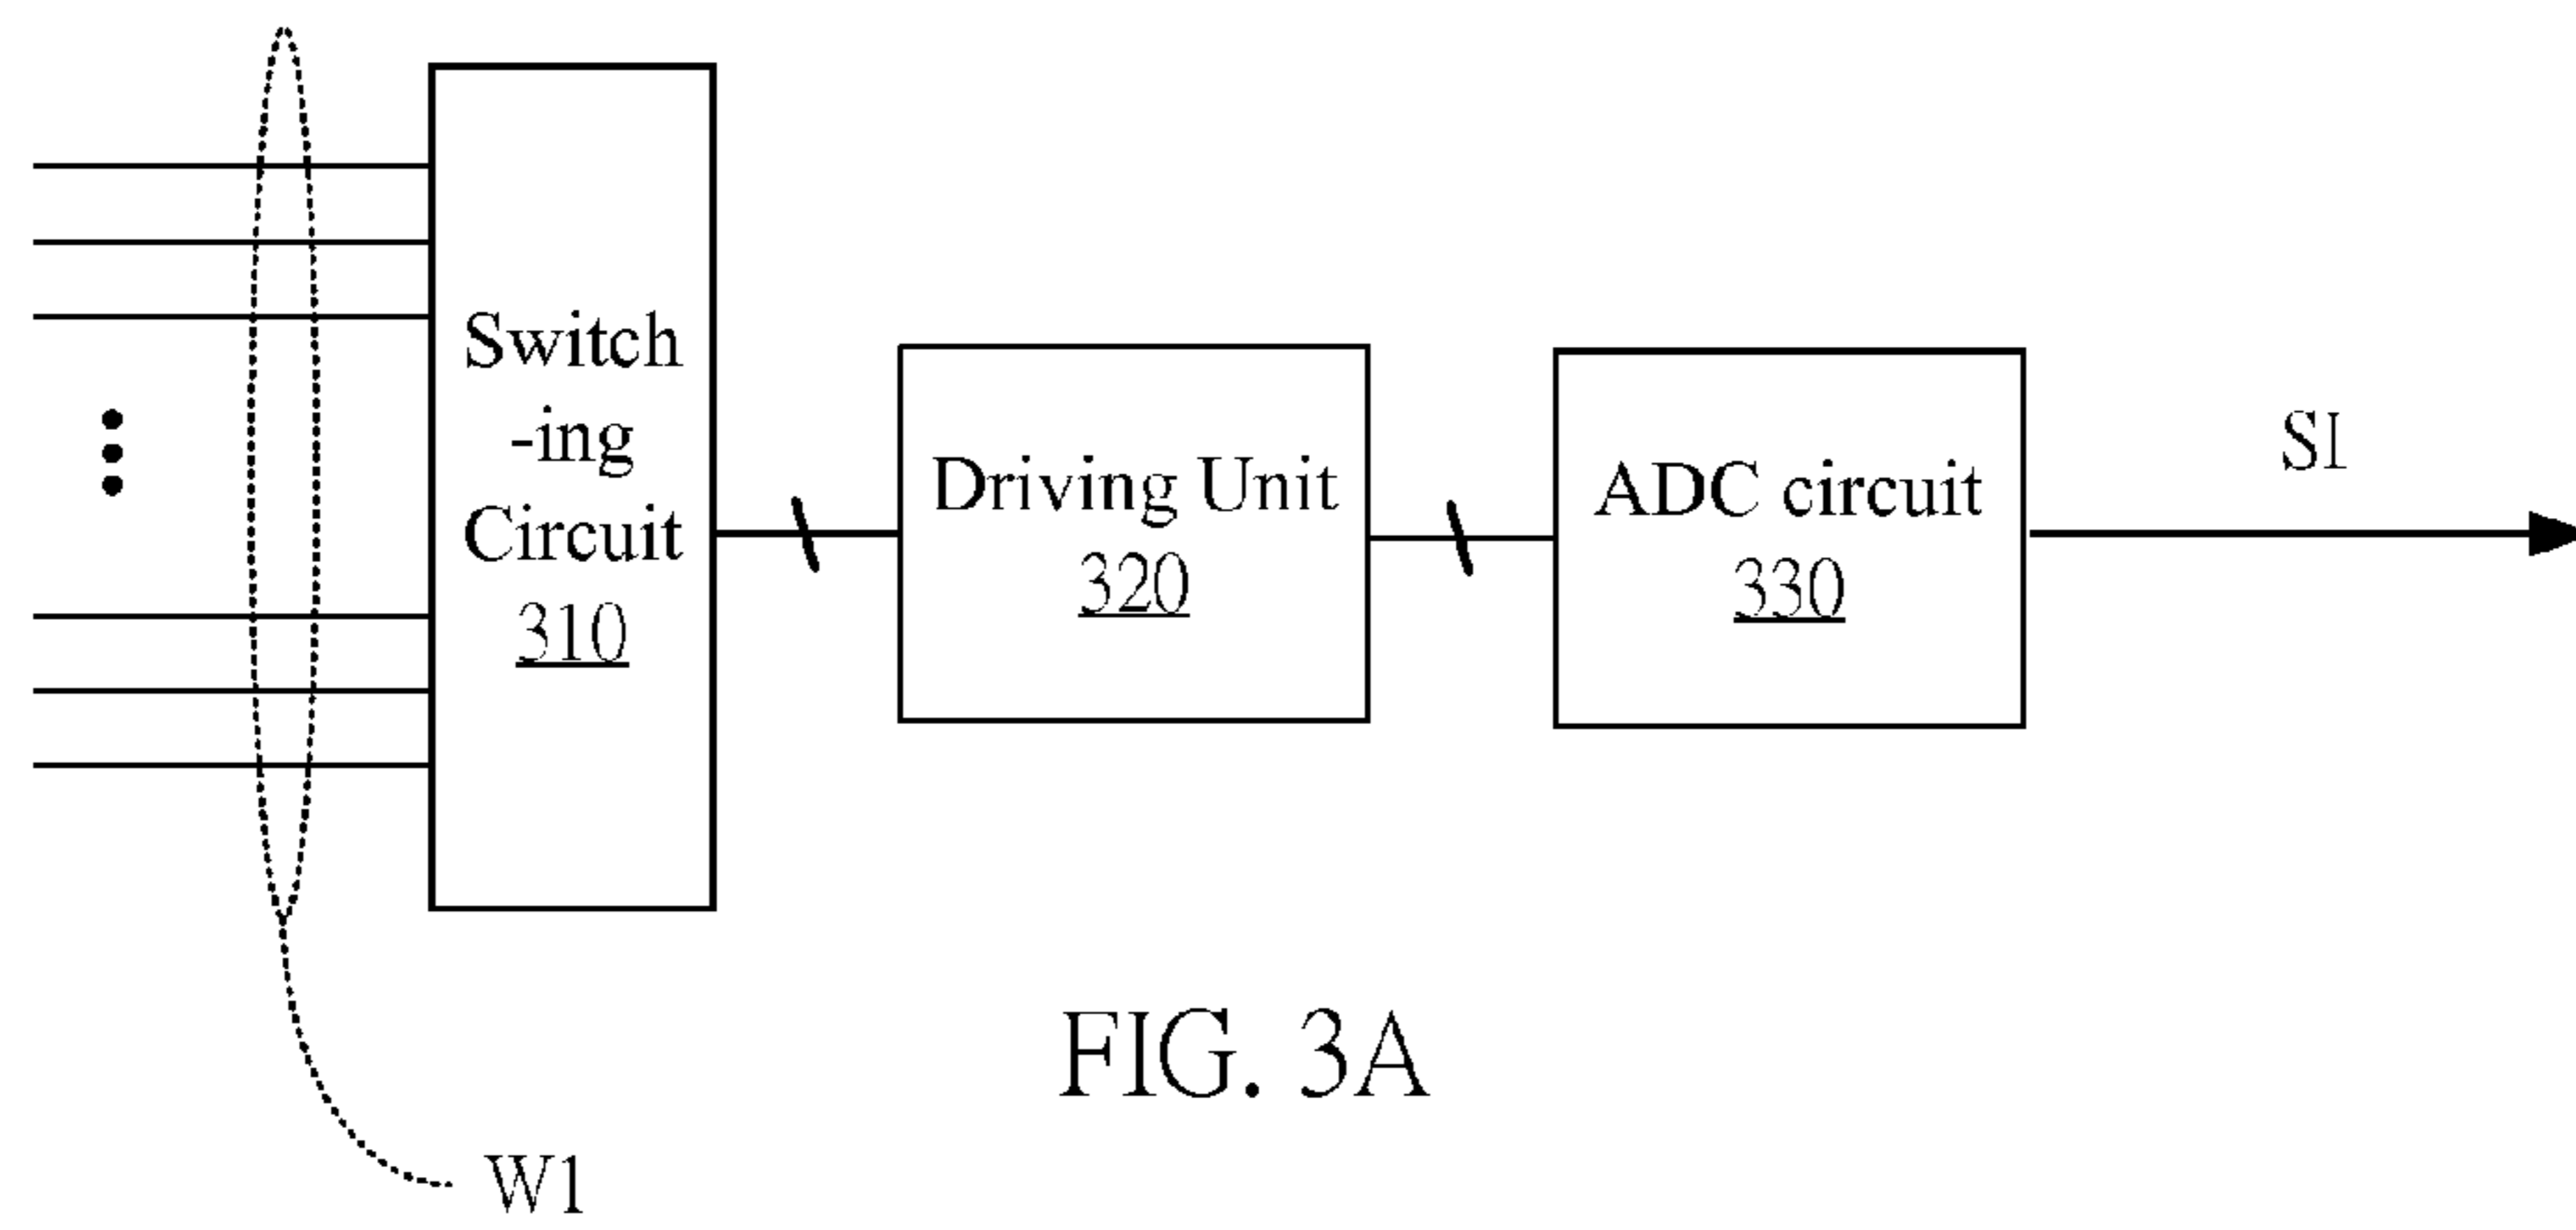 Switch
-ing
Circuit
310
Driving Unit
320
ADC circuit
330
SI
FIG. 3A
W1